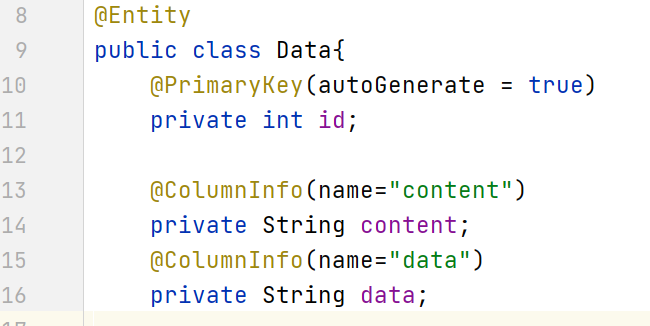 8 @Entity
9 public class Data{
10 @PrimaryKey(autoGenerate = true)
11 private int id;
12
13 @ColumnInfo(name="content")
14 private String content;
15 @ColumnInfo(name="data")
16 private String data;
17